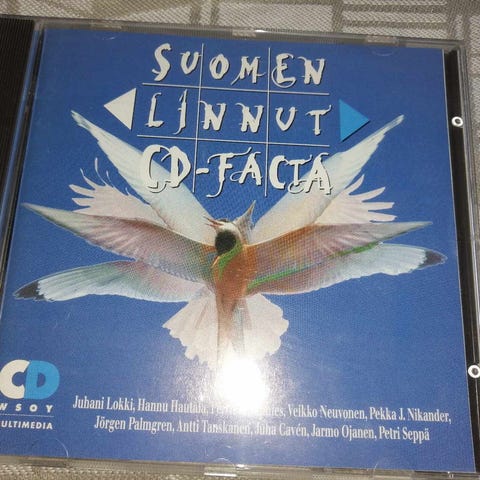 SUOMEN
LINNUT
CD-FACTA
CD
WSOY
MULTIMEDIA
Juhani Lokki, Hannu Hautala, Veikko Neuvonen, Pekka J. Nikander,
Jörgen Palmgren, Antti Tanskanen, Juha Cavén, Jarmo Ojanen, Petri Seppä